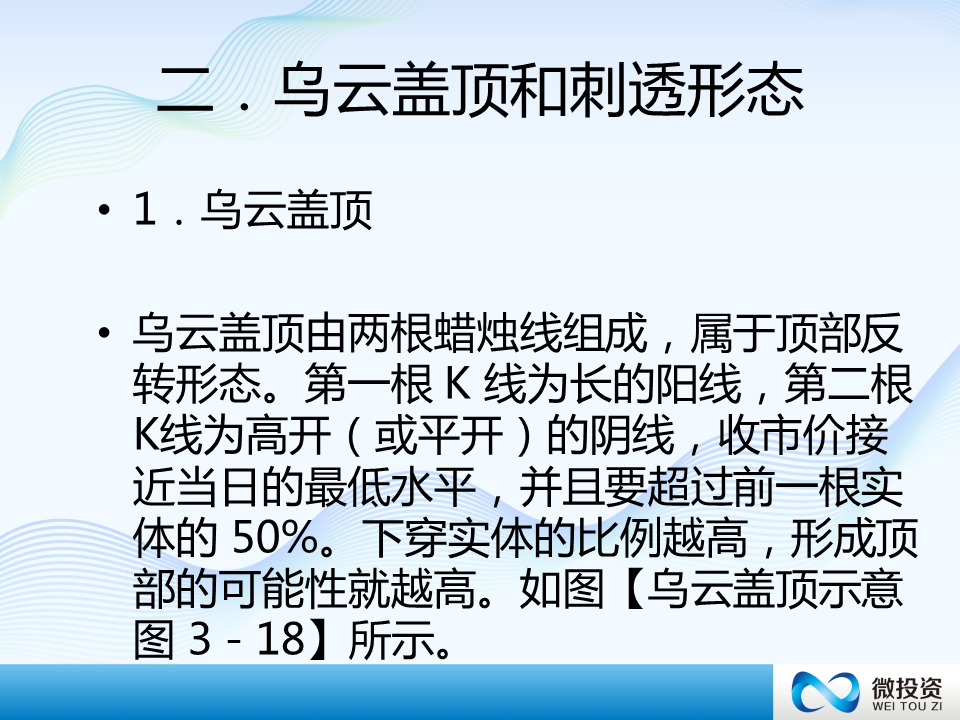 二．乌云盖顶和刺透形态
• 1．乌云盖顶
• 乌云盖顶由两根蜡烛线组成，属于顶部反
转形态。第一根 K 线为长的阳线，第二根
K线为高开（或平开）的阴线，收市价接
近当日的最低水平，并且要超过前一根实
体的 50%。下穿实体的比例越高，形成顶
部的可能性就越高。如图【乌云盖顶示意
图 3－18】所示。
微投资
WEI TOU ZI